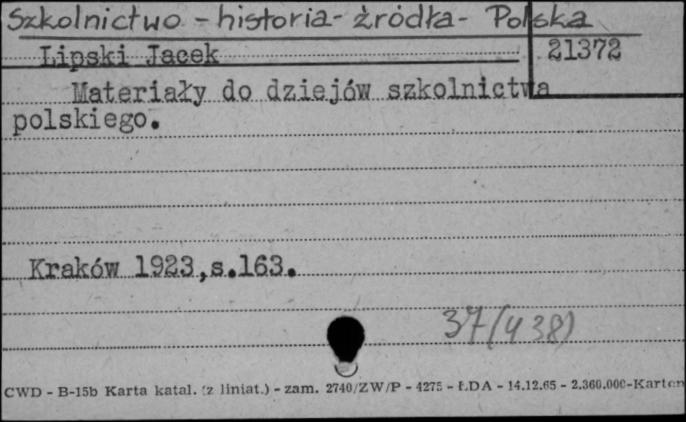 Szkolnictwo - historia - źródła - Polska
Lipski Jacek
21372
Materiały do dziejów szkolnictwa
polskiego.
Kraków 1923,s.163.
37(438)
CWD - B-15b Karta katal. (z liniat.) - zam. 2740/ZW/P - 4275 - ŁDA - 14.12.65 - 2.360.000-Karton